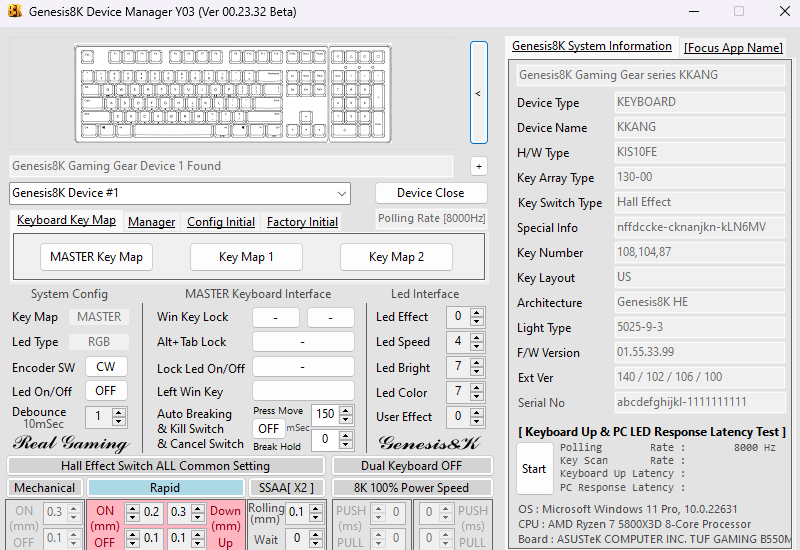 Genesis8K Device Manager Y03 (Ver 00.23.32 Beta)
<
Genesis8K Gaming Gear Device 1 Found
+
Genesis8K Device #1
Device Close
Keyboard Key Map Manager Config Initial Factory Initial
Polling Rate [8000Hz]
MASTER Key Map Key Map 1 Key Map 2
System Config
Key Map MASTER
Led Type RGB
Encoder SW CW
Led On/Off OFF
Debounce 1
10mSec
Real Gaming
MASTER Keyboard Interface
Win Key Lock - -
Alt+Tab Lock -
Lock Led On/Off -
Left Win Key
Auto Breaking Press Move 150
& Kill Switch OFF mSec
& Cancel Switch Break Hold 0
Led Interface
Led Effect 0
Led Speed 4
Led Bright 7
Led Color 7
User Effect 0
Genesis8K
Hall Effect Switch ALL Common Setting Dual Keyboard OFF
Mechanical Rapid SSAA[ X2 ] 8K 100% Power Speed
ON 0.3 ON 0.2 0.3 Down Rolling 0.1 PUSH 0 0 PUSH
(mm) (mm) (mm) (mm) (ms) (ms)
OFF 0.1 OFF 0.1 0.1 Up Wait 0 PULL 0 0 PULL
Genesis8K System Information [Focus App Name]
Genesis8K Gaming Gear series KKANG
Device Type KEYBOARD
Device Name KKANG
H/W Type KIS10FE
Key Array Type 130-00
Key Switch Type Hall Effect
Special Info nffdccke-cknanjkn-kLN6MV
Key Number 108,104,87
Key Layout US
Architecture Genesis8K HE
Light Type 5025-9-3
F/W Version 01.55.33.99
Ext Ver 140 / 102 / 106 / 100
Serial No abcdefghijkl-1111111111
[ Keyboard Up & PC LED Response Latency Test ]
Start
Polling Rate : 8000 Hz
Key Scan Rate :
Keyboard Up Latency :
PC Response Latency :
OS : Microsoft Windows 11 Pro, 10.0.22631
CPU : AMD Ryzen 7 5800X3D 8-Core Processor
Board : ASUSTeK COMPUTER INC. TUF GAMING B550M